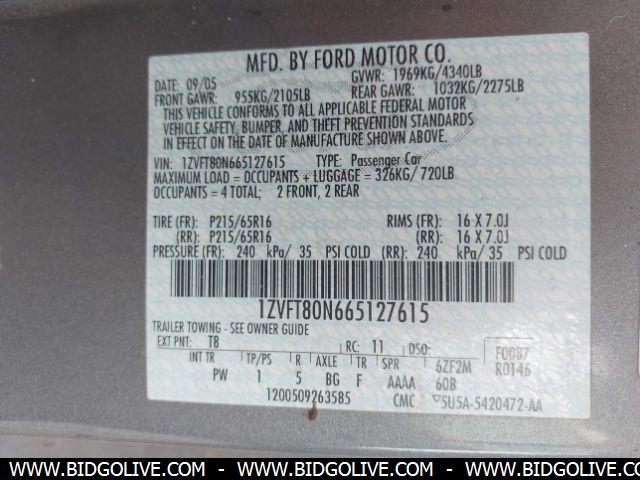 MFD. BY FORD MOTOR CO.
DATE: 09/05 GVWR: 1969KG/4340LB
FRONT GAWR: 955KG/2105LB REAR GAWR: 1032KG/2275LB
THIS VEHICLE CONFORMS TO ALL APPLICABLE FEDERAL MOTOR
VEHICLE SAFETY, BUMPER, AND THEFT PREVENTION STANDARDS
IN EFFECT ON THE DATE OF MANUFACTURE SHOWN ABOVE.
VIN: 1ZVFT80N665127615 TYPE: Passenger Car
MAXIMUM LOAD = OCCUPANTS + LUGGAGE = 326KG/720LB
OCCUPANTS = 4 TOTAL; 2 FRONT, 2 REAR
TIRE (FR): P215/65R16 RIMS (FR): 16 X 7.0J
(RR): P215/65R16 (RR): 16 X 7.0J
PRESSURE (FR): 240 kPa/ 35 PSI COLD (RR): 240 kPa/ 35 PSI COLD
1ZVFT80N665127615
TRAILER TOWING - SEE OWNER GUIDE
EXT PNT: T8 RC: 11 DSO: F0087
INT TR TP/PS R AXLE TR SPR 6ZF2M R0146
PW 1 5 BG F AAAA 60B
1200509263585 CMC 5U5A-5420472-AA
WWW.BIDGOLIVE.COM - WWW.BIDGOLIVE.COM - WWW.BIDGOLIVE.COM